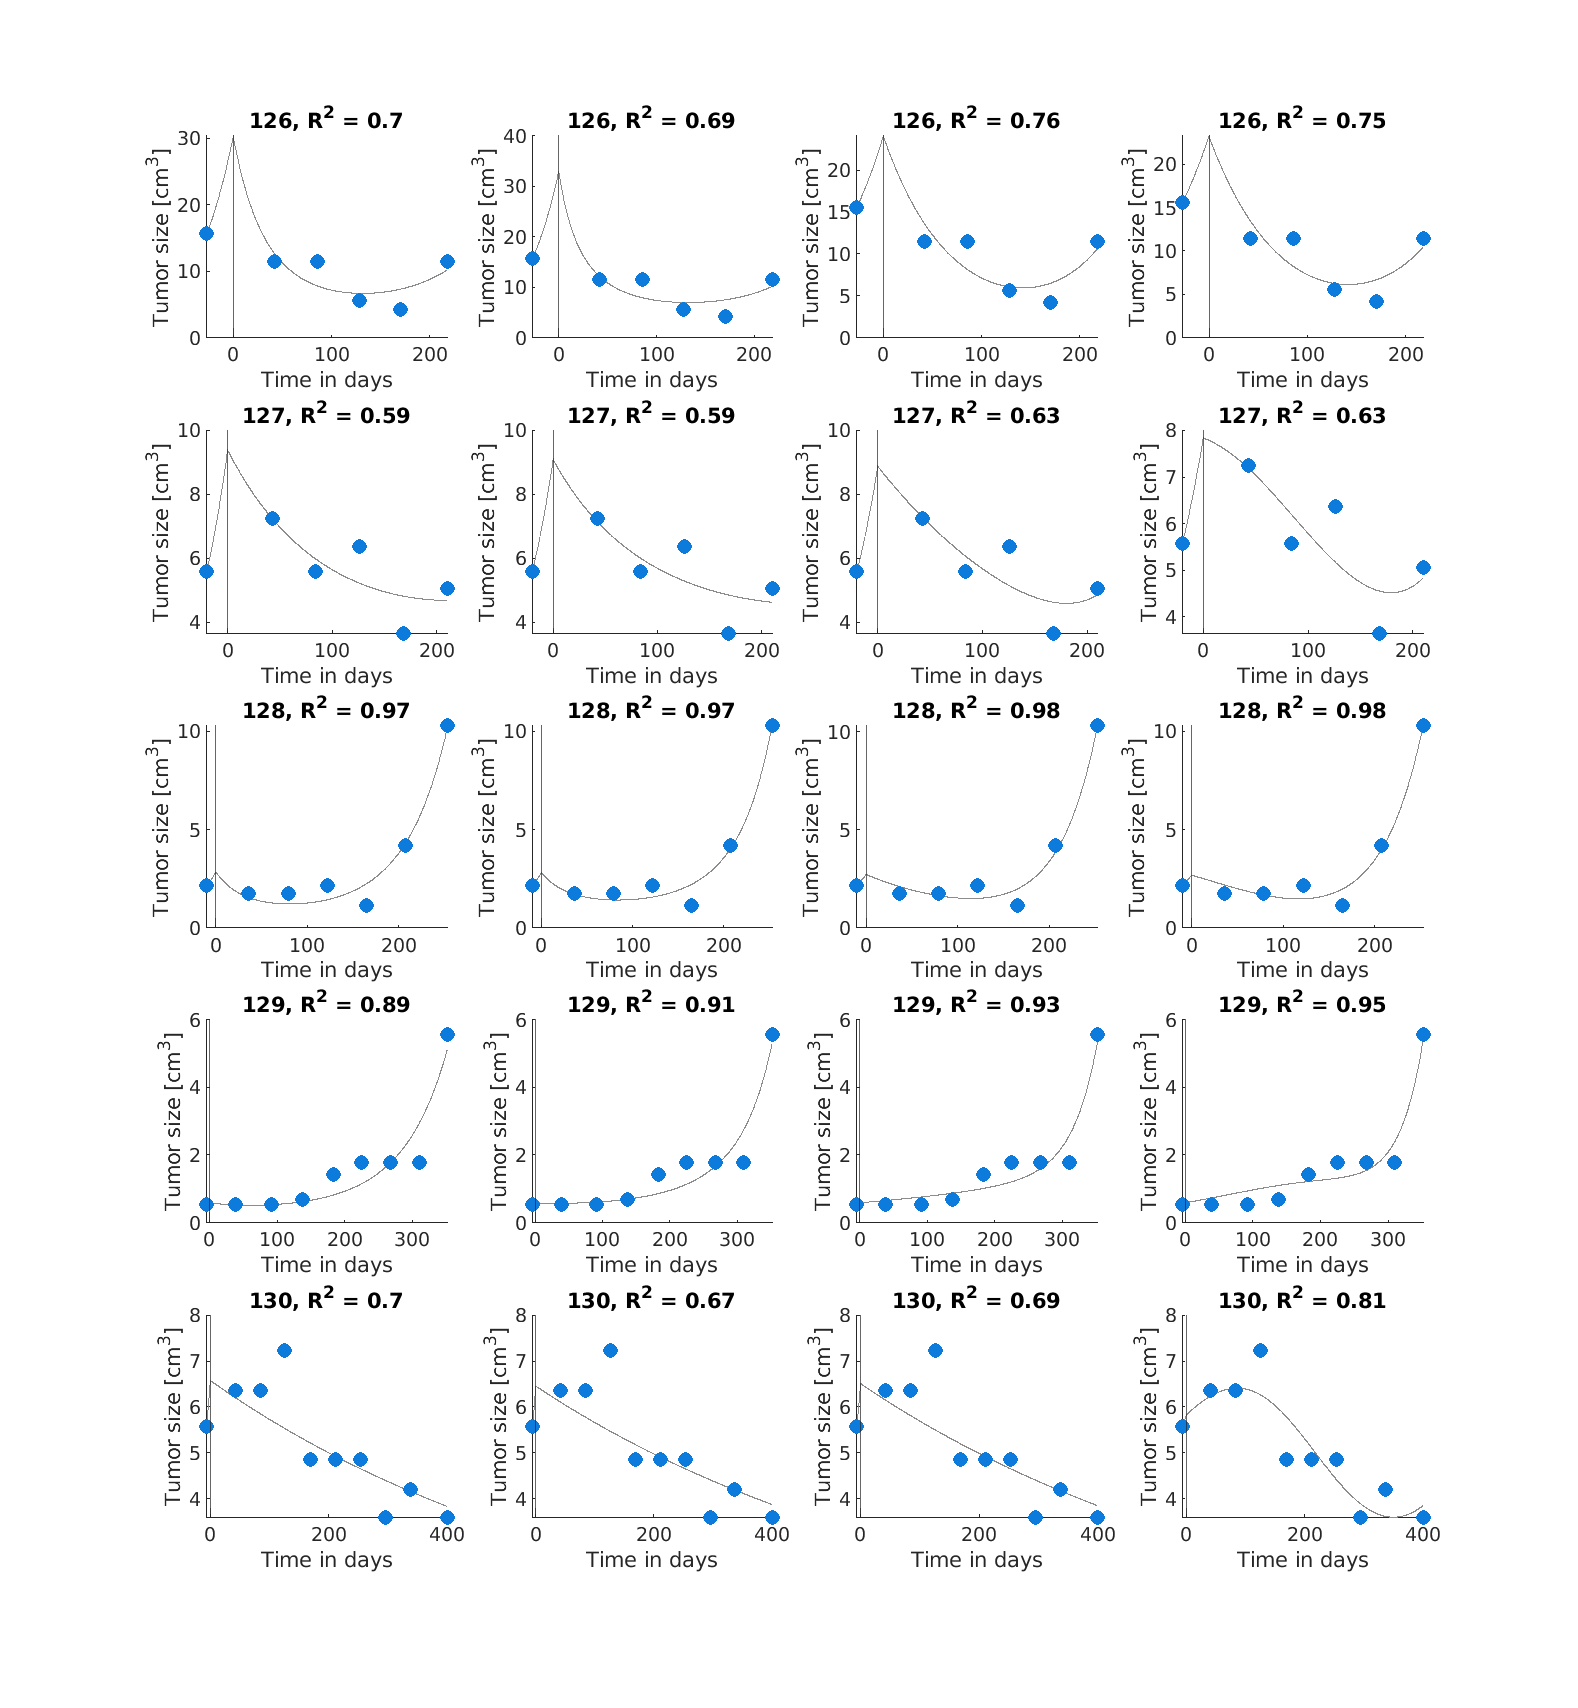 126, R² = 0.7
Tumor size [cm³]
30
20
10
0
0 100 200
Time in days
126, R² = 0.69
Tumor size [cm³]
40
30
20
10
0
0 100 200
Time in days
126, R² = 0.76
Tumor size [cm³]
20
15
10
5
0
0 100 200
Time in days
126, R² = 0.75
Tumor size [cm³]
20
15
10
5
0
0 100 200
Time in days
127, R² = 0.59
Tumor size [cm³]
10
8
6
4
0 100 200
Time in days
127, R² = 0.59
Tumor size [cm³]
10
8
6
4
0 100 200
Time in days
127, R² = 0.63
Tumor size [cm³]
10
8
6
4
0 100 200
Time in days
127, R² = 0.63
Tumor size [cm³]
8
7
6
5
4
0 100 200
Time in days
128, R² = 0.97
Tumor size [cm³]
10
5
0
0 100 200
Time in days
128, R² = 0.97
Tumor size [cm³]
10
5
0
0 100 200
Time in days
128, R² = 0.98
Tumor size [cm³]
10
5
0
0 100 200
Time in days
128, R² = 0.98
Tumor size [cm³]
10
5
0
0 100 200
Time in days
129, R² = 0.89
Tumor size [cm³]
6
4
2
0
0 100 200 300
Time in days
129, R² = 0.91
Tumor size [cm³]
6
4
2
0
0 100 200 300
Time in days
129, R² = 0.93
Tumor size [cm³]
6
4
2
0
0 100 200 300
Time in days
129, R² = 0.95
Tumor size [cm³]
6
4
2
0
0 100 200 300
Time in days
130, R² = 0.7
Tumor size [cm³]
8
7
6
5
4
0 200 400
Time in days
130, R² = 0.67
Tumor size [cm³]
8
7
6
5
4
0 200 400
Time in days
130, R² = 0.69
Tumor size [cm³]
8
7
6
5
4
0 200 400
Time in days
130, R² = 0.81
Tumor size [cm³]
8
7
6
5
4
0 200 400
Time in days